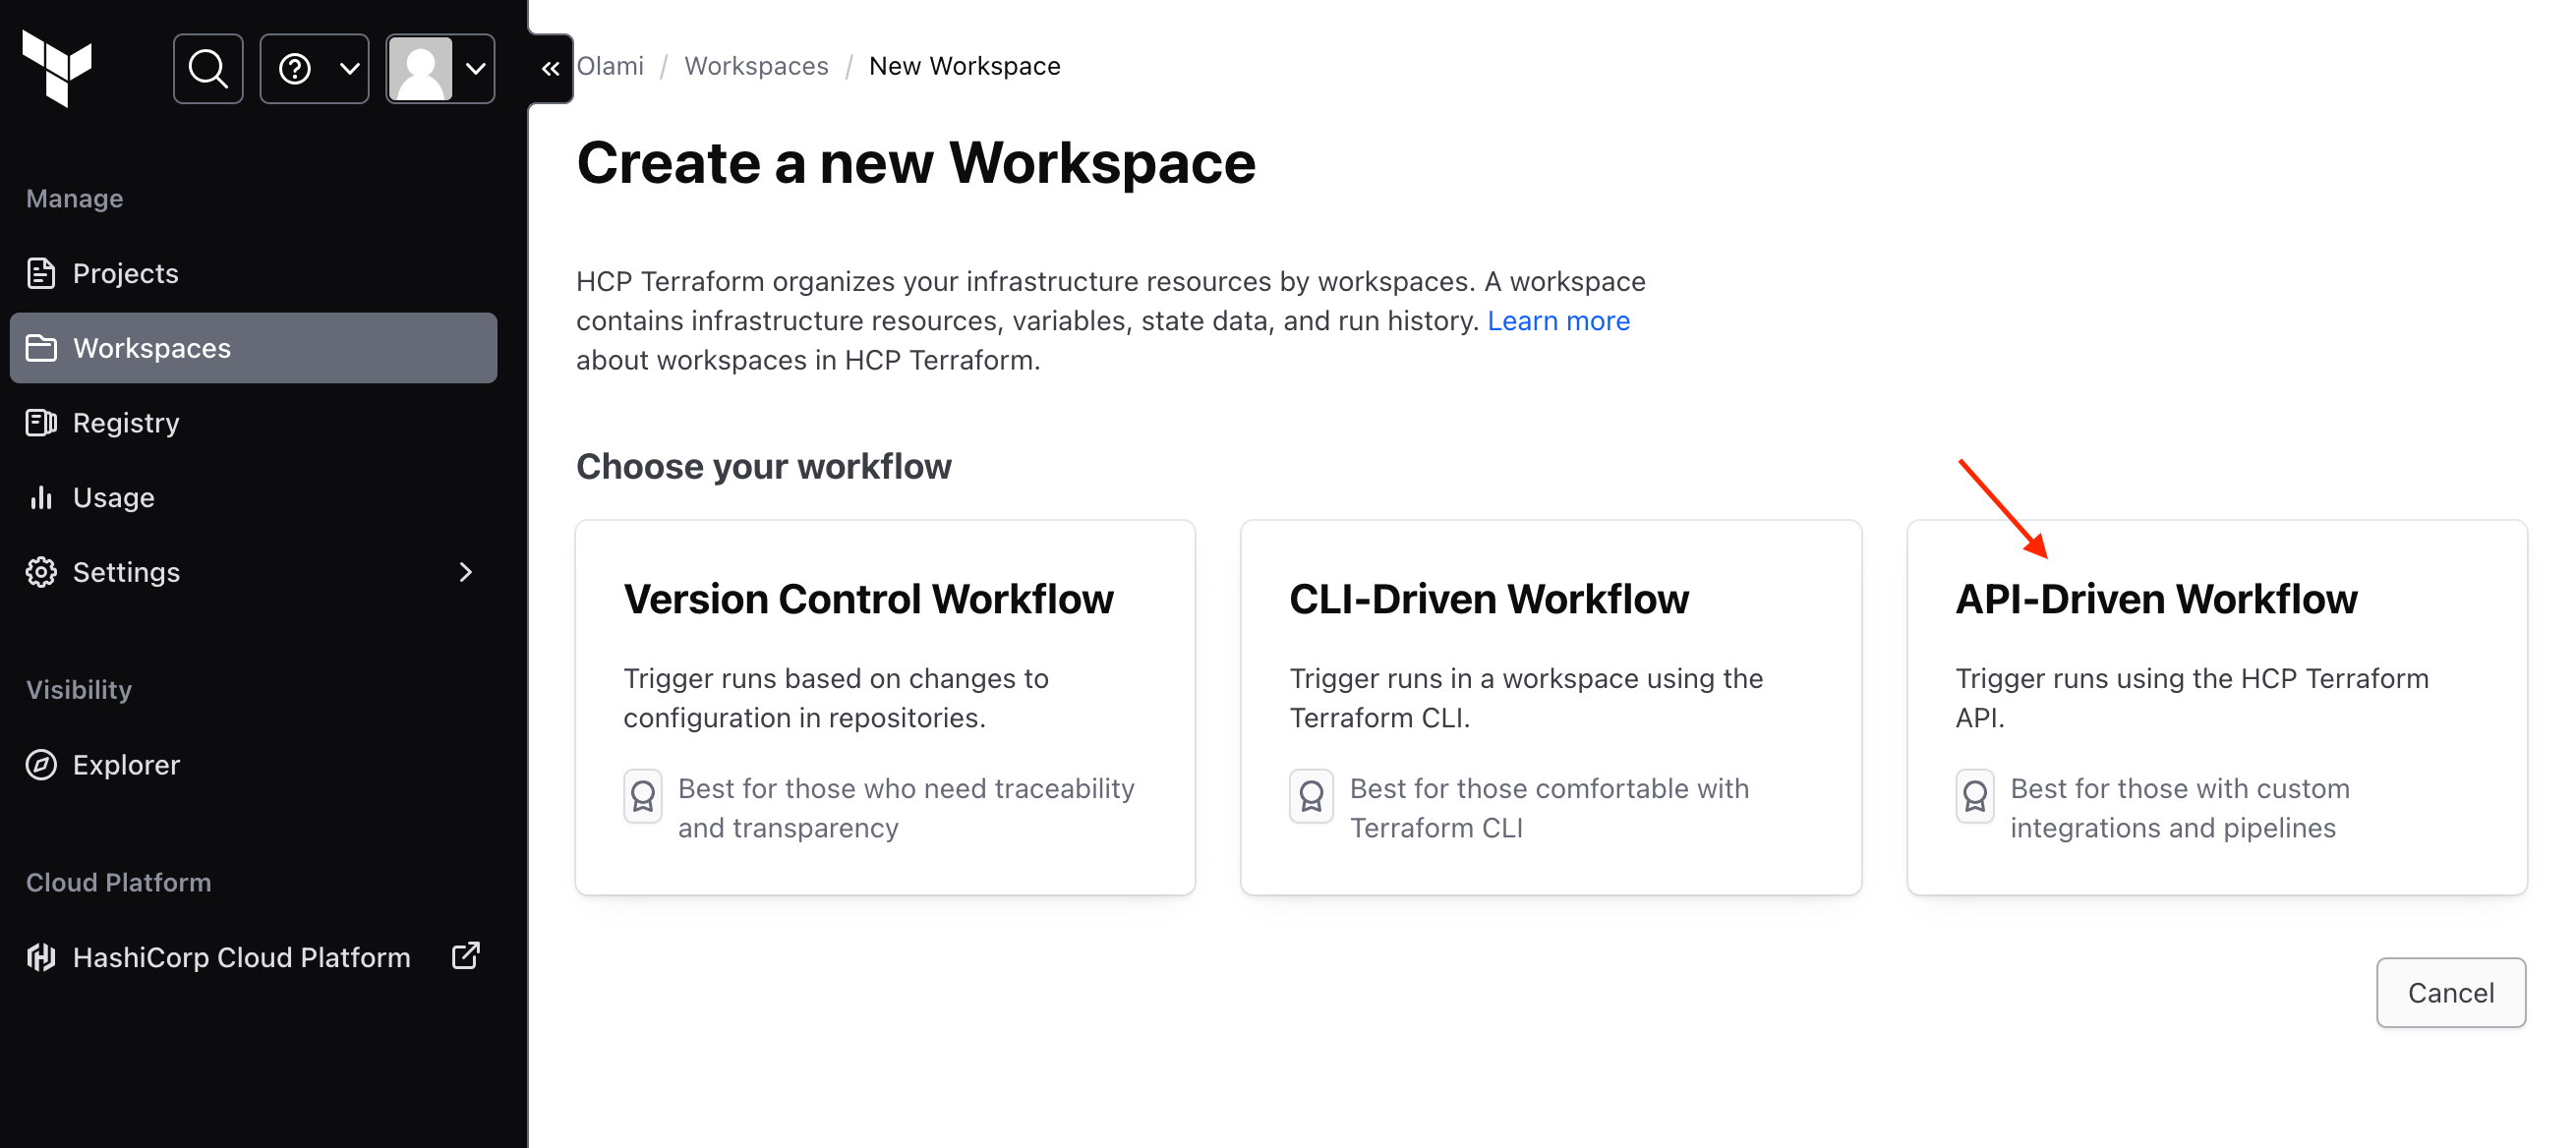 Manage
Projects
Workspaces
Registry
Usage
Settings
Visibility
Explorer
Cloud Platform
HashiCorp Cloud Platform
Olami / Workspaces / New Workspace
Create a new Workspace
HCP Terraform organizes your infrastructure resources by workspaces. A workspace
contains infrastructure resources, variables, state data, and run history. Learn more
about workspaces in HCP Terraform.
Choose your workflow
Version Control Workflow
Trigger runs based on changes to
configuration in repositories.
Best for those who need traceability
and transparency
CLI-Driven Workflow
Trigger runs in a workspace using the
Terraform CLI.
Best for those comfortable with
Terraform CLI
API-Driven Workflow
Trigger runs using the HCP Terraform
API.
Best for those with custom
integrations and pipelines
Cancel